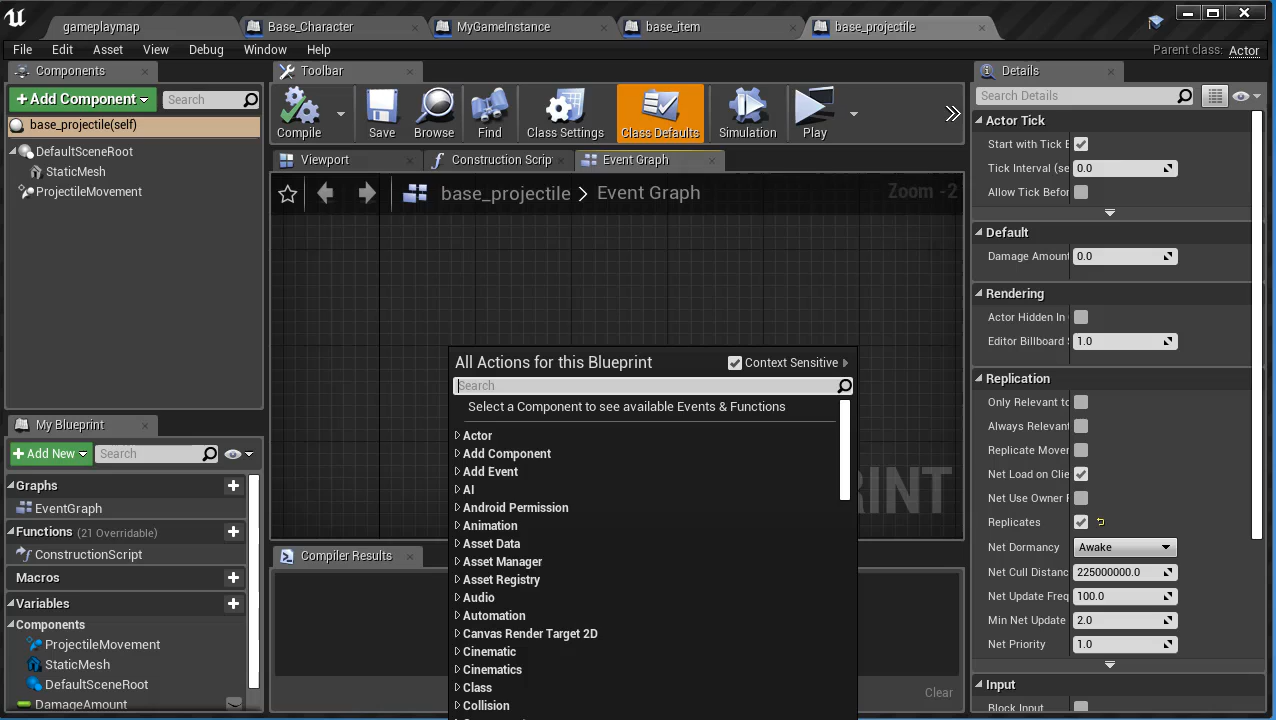 gameplaymap
Base_Character
MyGameInstance
base_item
base_projectile
File Edit Asset View Debug Window Help
Parent class: Actor
Components
+Add Component
Search
base_projectile(self)
DefaultSceneRoot
StaticMesh
ProjectileMovement
My Blueprint
+Add New
Search
Graphs
EventGraph
Functions (21 Overridable)
ConstructionScript
Macros
Variables
Components
ProjectileMovement
StaticMesh
DefaultSceneRoot
DamageAmount
Toolbar
Compile
Save
Browse
Find
Class Settings
Class Defaults
Simulation
Play
Viewport
Construction Scrip
Event Graph
base_projectile > Event Graph
Zoom -2
RINT
All Actions for this Blueprint
Context Sensitive
Search
Select a Component to see available Events & Functions
Actor
Add Component
Add Event
AI
Android Permission
Animation
Asset Data
Asset Manager
Asset Registry
Audio
Automation
Canvas Render Target 2D
Cinematic
Cinematics
Class
Collision
Compiler Results
Clear
Details
Search Details
Actor Tick
Start with Tick E
Tick Interval (se 0.0
Allow Tick Befor
Default
Damage Amount 0.0
Rendering
Actor Hidden In
Editor Billboard 1.0
Replication
Only Relevant to
Always Relevant
Replicate Mover
Net Load on Clie
Net Use Owner
Replicates
Net Dormancy Awake
Net Cull Distanc 225000000.0
Net Update Freq 100.0
Min Net Update 2.0
Net Priority 1.0
Input
Block Input